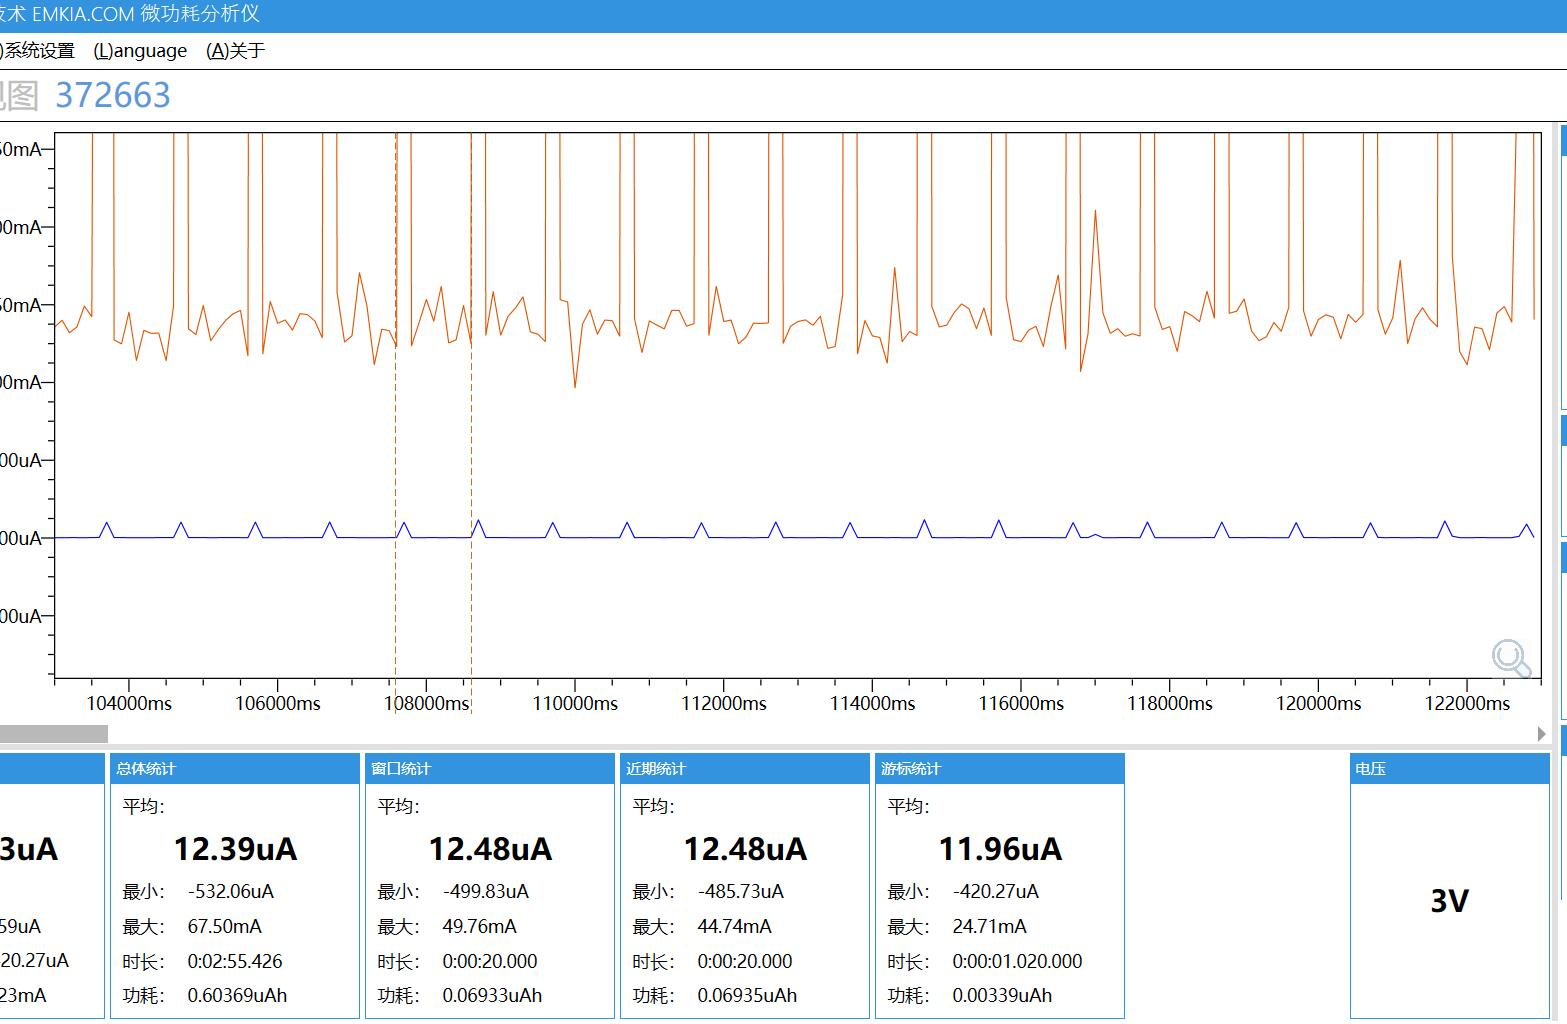 技术 EMKIA.COM 微功耗分析仪
)系统设置 (L)anguage (A)关于
视图 372663
50mA
00mA
50mA
00mA
00uA
00uA
00uA
104000ms 106000ms 108000ms 110000ms 112000ms 114000ms 116000ms 118000ms 120000ms 122000ms
总体统计
平均：
12.39uA
最小： -532.06uA
最大： 67.50mA
时长： 0:02:55.426
功耗： 0.60369uAh
窗口统计
平均：
12.48uA
最小： -499.83uA
最大： 49.76mA
时长： 0:00:20.000
功耗： 0.06933uAh
近期统计
平均：
12.48uA
最小： -485.73uA
最大： 44.74mA
时长： 0:00:20.000
功耗： 0.06935uAh
游标统计
平均：
11.96uA
最小： -420.27uA
最大： 24.71mA
时长： 0:00:01.020.000
功耗： 0.00339uAh
电压
3V
3uA
59uA
20.27uA
23mA